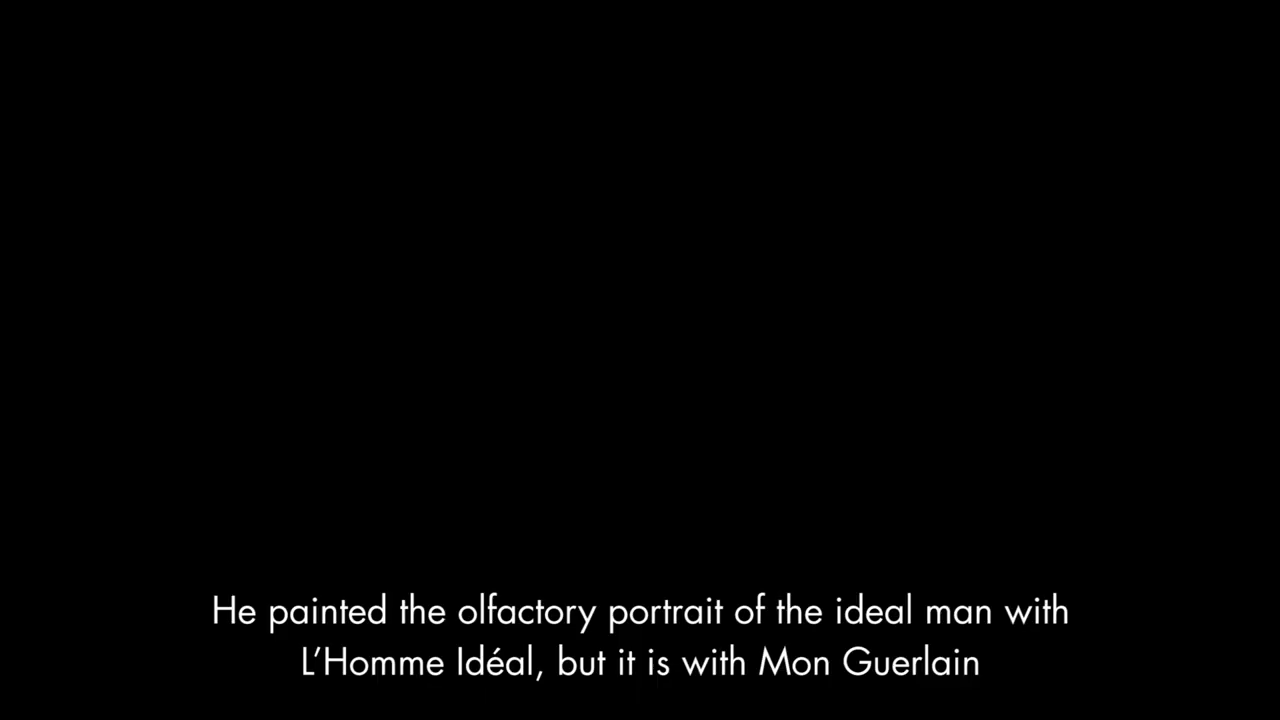 He painted the olfactory portrait of the ideal man with
L’Homme Idéal, but it is with Mon Guerlain